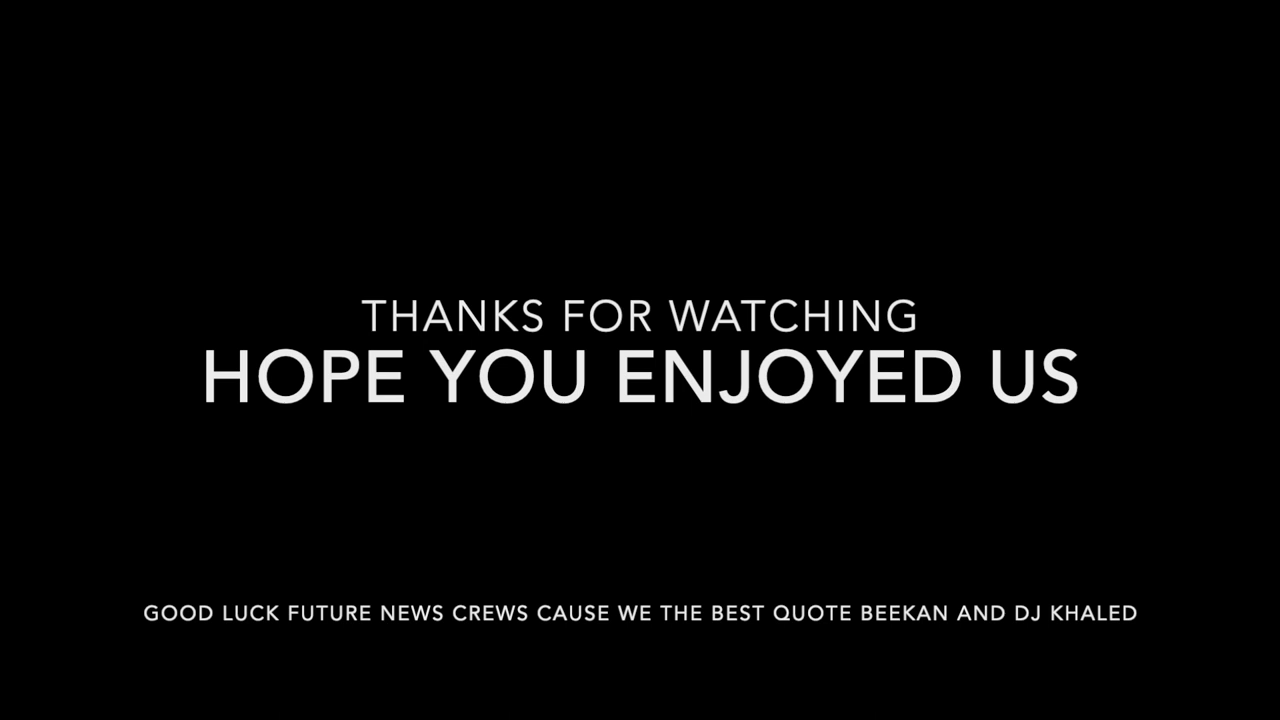 THANKS FOR WATCHING
HOPE YOU ENJOYED US
GOOD LUCK FUTURE NEWS CREWS CAUSE WE THE BEST QUOTE BEEKAN AND DJ KHALED